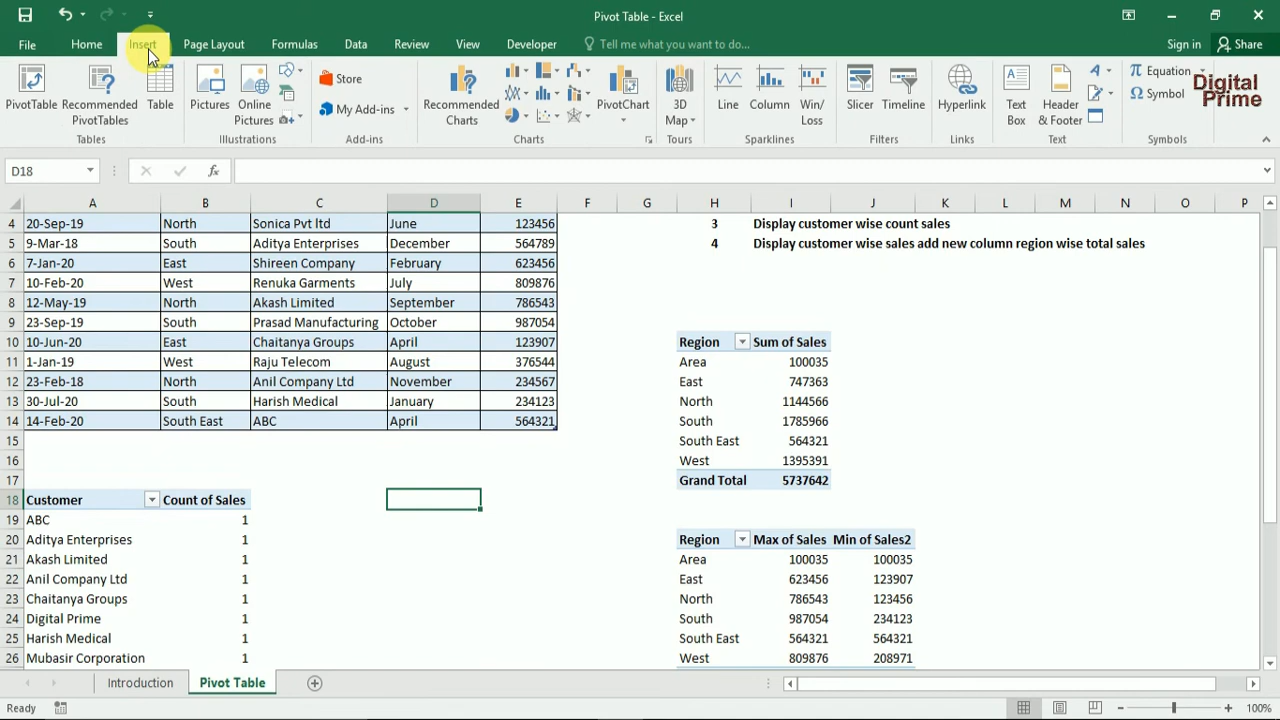 Pivot Table - Excel
File Home Insert Page Layout Formulas Data Review View Developer Tell me what you want to do... Sign in Share
PivotTable Recommended PivotTables Table
Tables
Pictures Online Pictures
Illustrations
Store
My Add-ins
Add-ins
Recommended Charts PivotChart
Charts
3D Map
Tours
Line Column Win/Loss
Sparklines
Slicer Timeline
Filters
Hyperlink
Links
Text Box Header & Footer
Text
Equation
Symbol
Symbols
Digital Prime
D18 fx
A B C D E F G H I J K L M N O P
4 20-Sep-19 North Sonica Pvt ltd June 123456 3 Display customer wise count sales
5 9-Mar-18 South Aditya Enterprises December 564789 4 Display customer wise sales add new column region wise total sales
6 7-Jan-20 East Shireen Company February 623456
7 10-Feb-20 West Renuka Garments July 809876
8 12-May-19 North Akash Limited September 786543
9 23-Sep-19 South Prasad Manufacturing October 987054
10 10-Jun-20 East Chaitanya Groups April 123907 Region Sum of Sales
11 1-Jan-19 West Raju Telecom August 376544 Area 100035
12 23-Feb-18 North Anil Company Ltd November 234567 East 747363
13 30-Jul-20 South Harish Medical January 234123 North 1144566
14 14-Feb-20 South East ABC April 564321 South 1785966
15 South East 564321
16 West 1395391
17 Grand Total 5737642
18 Customer Count of Sales
19 ABC 1
20 Aditya Enterprises 1 Region Max of Sales Min of Sales2
21 Akash Limited 1 Area 100035 100035
22 Anil Company Ltd 1 East 623456 123907
23 Chaitanya Groups 1 North 786543 123456
24 Digital Prime 1 South 987054 234123
25 Harish Medical 1 South East 564321 564321
26 Mubasir Corporation 1 West 809876 208971
Introduction Pivot Table
Ready 100%